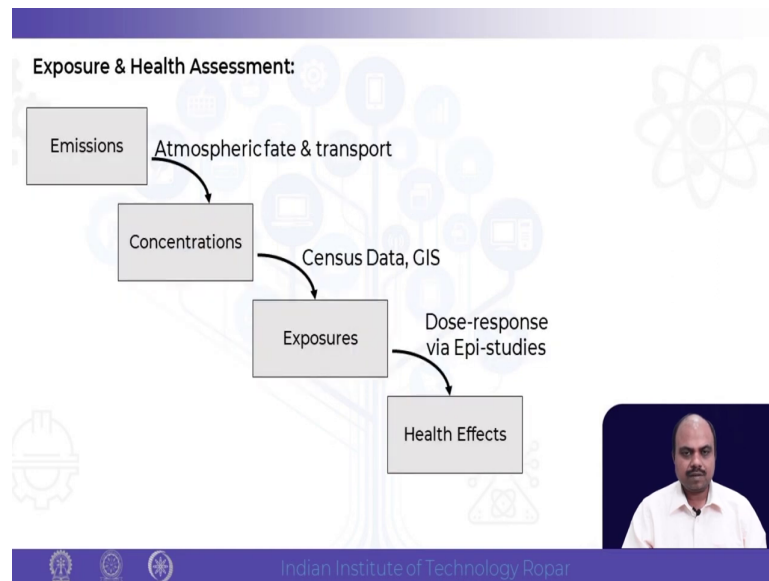 Exposure & Health Assessment:
Emissions
Atmospheric fate & transport
Concentrations
Census Data, GIS
Exposures
Dose-response
via Epi-studies
Health Effects
Indian Institute of Technology Ropar